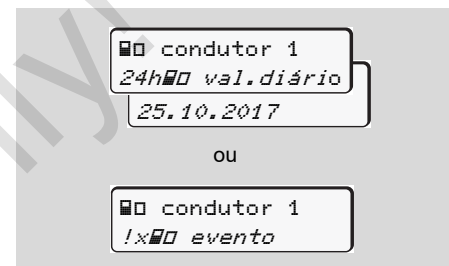 condutor 1
24h val.diário
25.10.2017
ou
condutor 1
!x evento